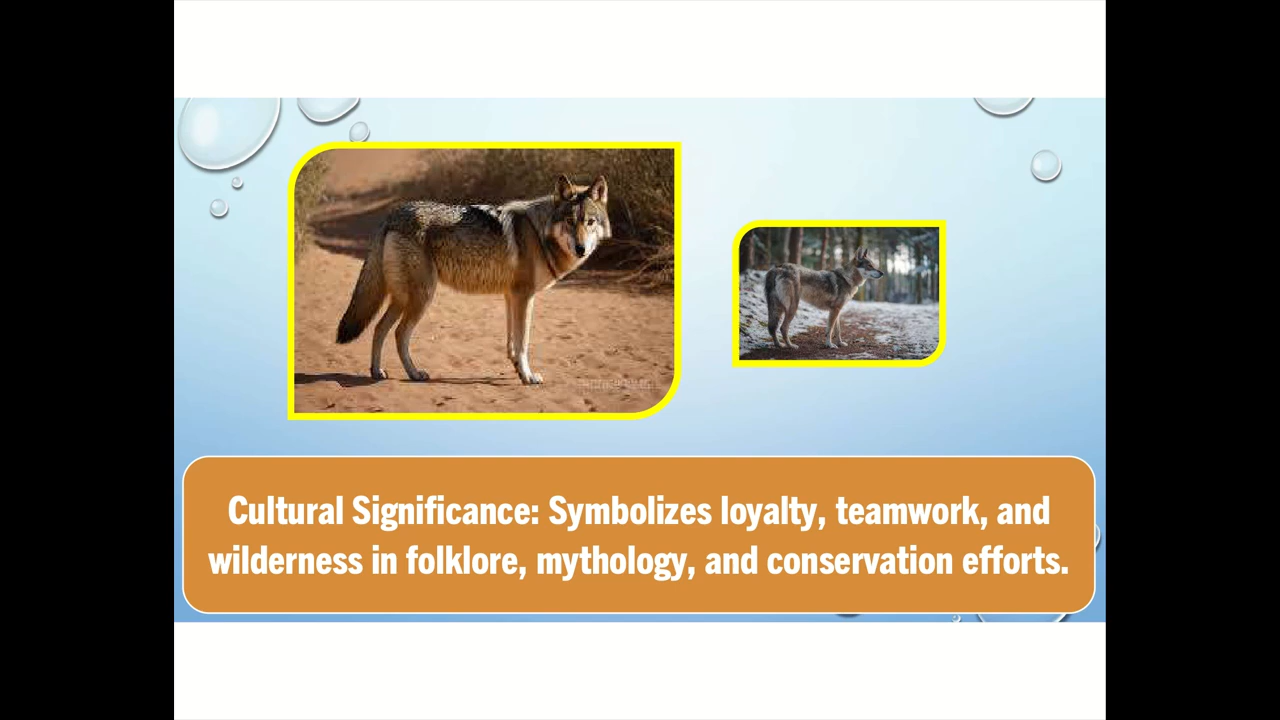 Cultural Significance: Symbolizes loyalty, teamwork, and
wilderness in folklore, mythology, and conservation efforts.